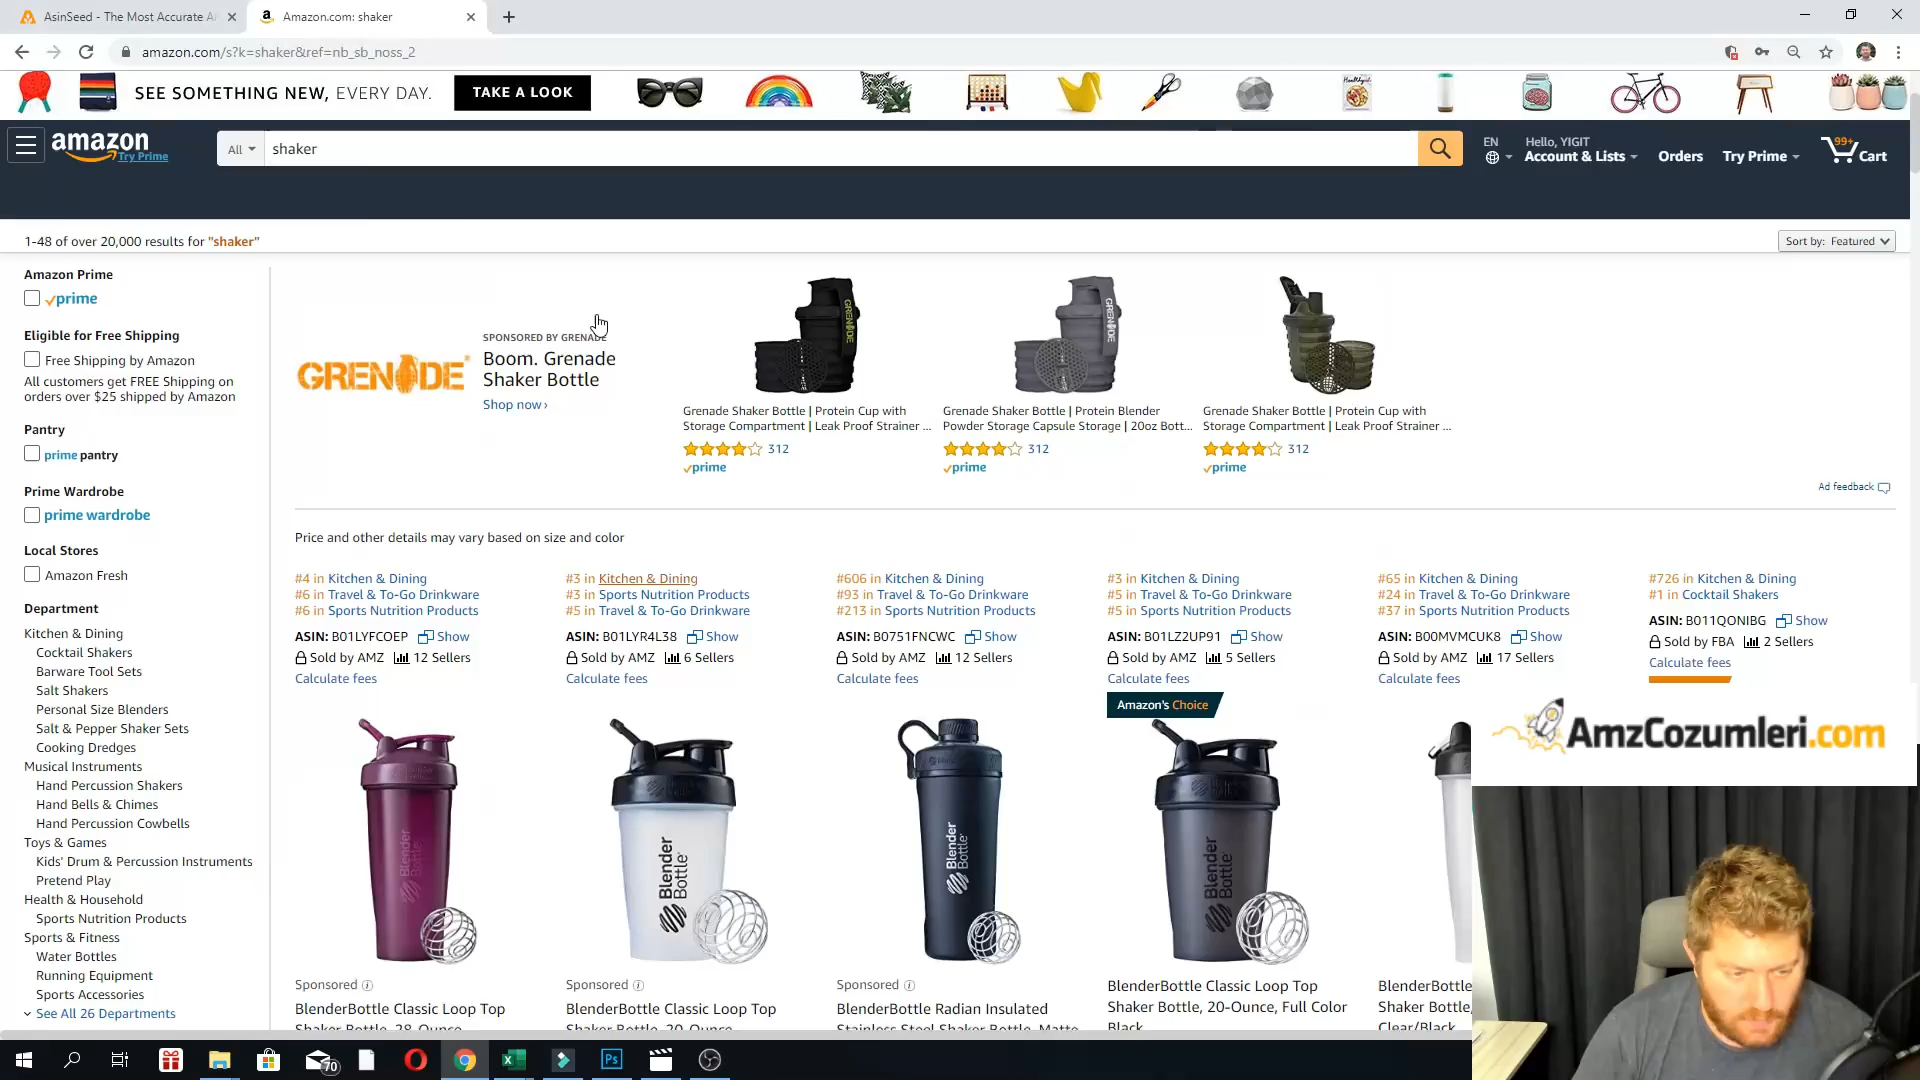 AsinSeed - The Most Accurate A
Amazon.com: shaker
amazon.com/s?k=shaker&ref=nb_sb_noss_2
SEE SOMETHING NEW, EVERY DAY.
TAKE A LOOK
amazon
Try Prime
All
shaker
EN
Hello, YIGIT
Account & Lists
Orders
Try Prime
99+
Cart
1-48 of over 20,000 results for "shaker"
Sort by: Featured
Amazon Prime
prime
Eligible for Free Shipping
Free Shipping by Amazon
All customers get FREE Shipping on
orders over $25 shipped by Amazon
Pantry
prime pantry
Prime Wardrobe
prime wardrobe
Local Stores
Amazon Fresh
Department
Kitchen & Dining
Cocktail Shakers
Barware Tool Sets
Salt Shakers
Personal Size Blenders
Salt & Pepper Shaker Sets
Cooking Dredges
Musical Instruments
Hand Percussion Shakers
Hand Bells & Chimes
Hand Percussion Cowbells
Toys & Games
Kids' Drum & Percussion Instruments
Pretend Play
Health & Household
Sports Nutrition Products
Sports & Fitness
Water Bottles
Running Equipment
Sports Accessories
See All 26 Departments
GRENADE
SPONSORED BY GRENADE
Boom. Grenade
Shaker Bottle
Shop now ›
GRENADE
Grenade Shaker Bottle | Protein Cup with
Storage Compartment | Leak Proof Strainer ...
312
prime
GRENADE
Grenade Shaker Bottle | Protein Blender
Powder Storage Capsule Storage | 20oz Bott...
312
prime
Grenade Shaker Bottle | Protein Cup with
Storage Compartment | Leak Proof Strainer ...
312
prime
Ad feedback
Price and other details may vary based on size and color
#4 in Kitchen & Dining
#6 in Travel & To-Go Drinkware
#6 in Sports Nutrition Products
ASIN: B01LYFCOEP Show
Sold by AMZ 12 Sellers
Calculate fees
Blender
Bottle
Sponsored
BlenderBottle Classic Loop Top
Shaker Bottle, 28-Ounce
#3 in Kitchen & Dining
#3 in Sports Nutrition Products
#5 in Travel & To-Go Drinkware
ASIN: B01LYR4L38 Show
Sold by AMZ 6 Sellers
Calculate fees
Blender
Bottle
Sponsored
BlenderBottle Classic Loop Top
Shaker Bottle, 20-Ounce
#606 in Kitchen & Dining
#93 in Travel & To-Go Drinkware
#213 in Sports Nutrition Products
ASIN: B0751FNCWC Show
Sold by AMZ 12 Sellers
Calculate fees
Blender
Bottle
Sponsored
BlenderBottle Radian Insulated
Stainless Steel Shaker Bottle, Matte
#3 in Kitchen & Dining
#5 in Travel & To-Go Drinkware
#5 in Sports Nutrition Products
ASIN: B01LZ2UP91 Show
Sold by AMZ 5 Sellers
Calculate fees
Amazon's Choice
Blender
Bottle
BlenderBottle Classic Loop Top
Shaker Bottle, 20-Ounce, Full Color
Black
#65 in Kitchen & Dining
#24 in Travel & To-Go Drinkware
#37 in Sports Nutrition Products
ASIN: B00MVMCUK8 Show
Sold by AMZ 17 Sellers
Calculate fees
BlenderBottle
Shaker Bottle,
Clear/Black
#726 in Kitchen & Dining
#1 in Cocktail Shakers
ASIN: B011QONIBG Show
Sold by FBA 2 Sellers
Calculate fees
AmzCozumleri.com
70
Ps